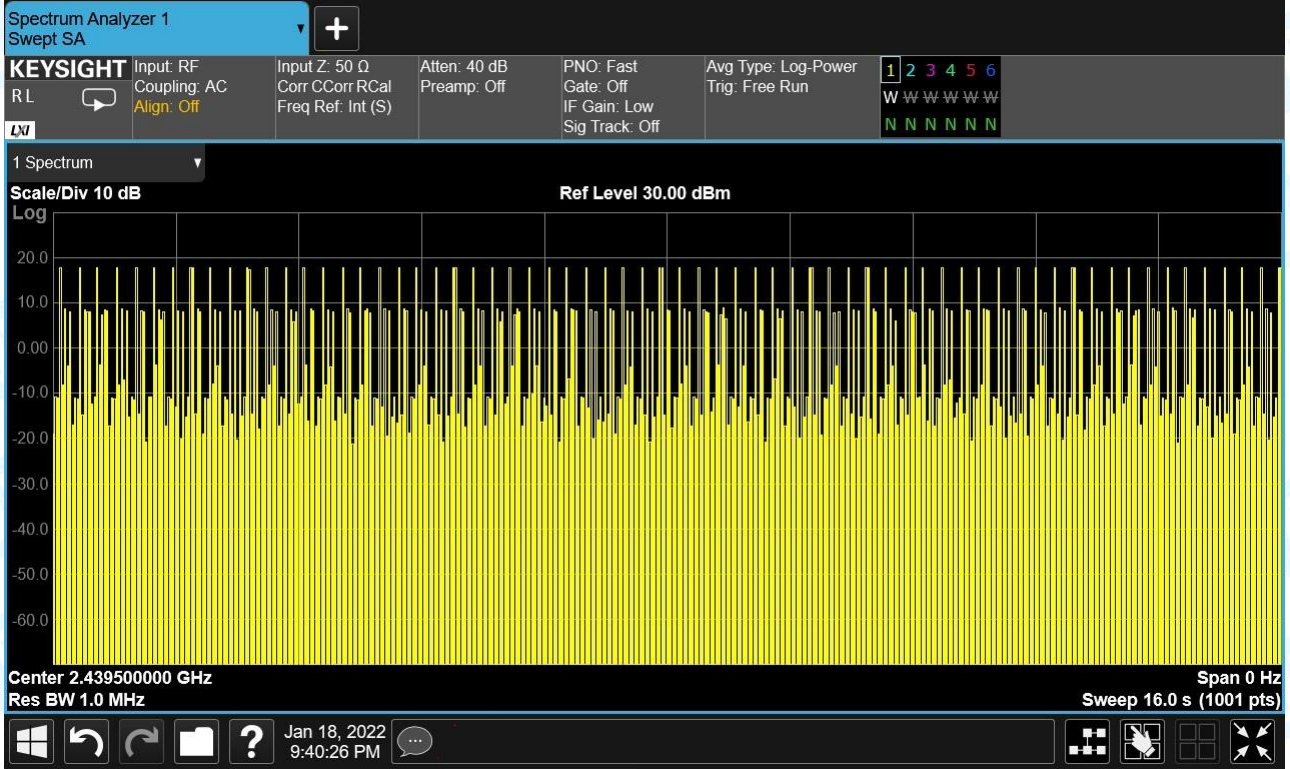 Spectrum Analyzer 1
Swept SA
KEYSIGHT
R L
LXI
Input: RF
Coupling: AC
Align: Off
Input Z: 50 Ω
Corr CCorr RCal
Freq Ref: Int (S)
Atten: 40 dB
Preamp: Off
PNO: Fast
Gate: Off
IF Gain: Low
Sig Track: Off
Avg Type: Log-Power
Trig: Free Run
1 2 3 4 5 6
W W W W W W
N N N N N N
1 Spectrum
Scale/Div 10 dB
Ref Level 30.00 dBm
Log
20.0
10.0
0.00
-10.0
-20.0
-30.0
-40.0
-50.0
-60.0
Center 2.439500000 GHz
Span 0 Hz
Res BW 1.0 MHz
Sweep 16.0 s (1001 pts)
?
Jan 18, 2022
9:40:26 PM